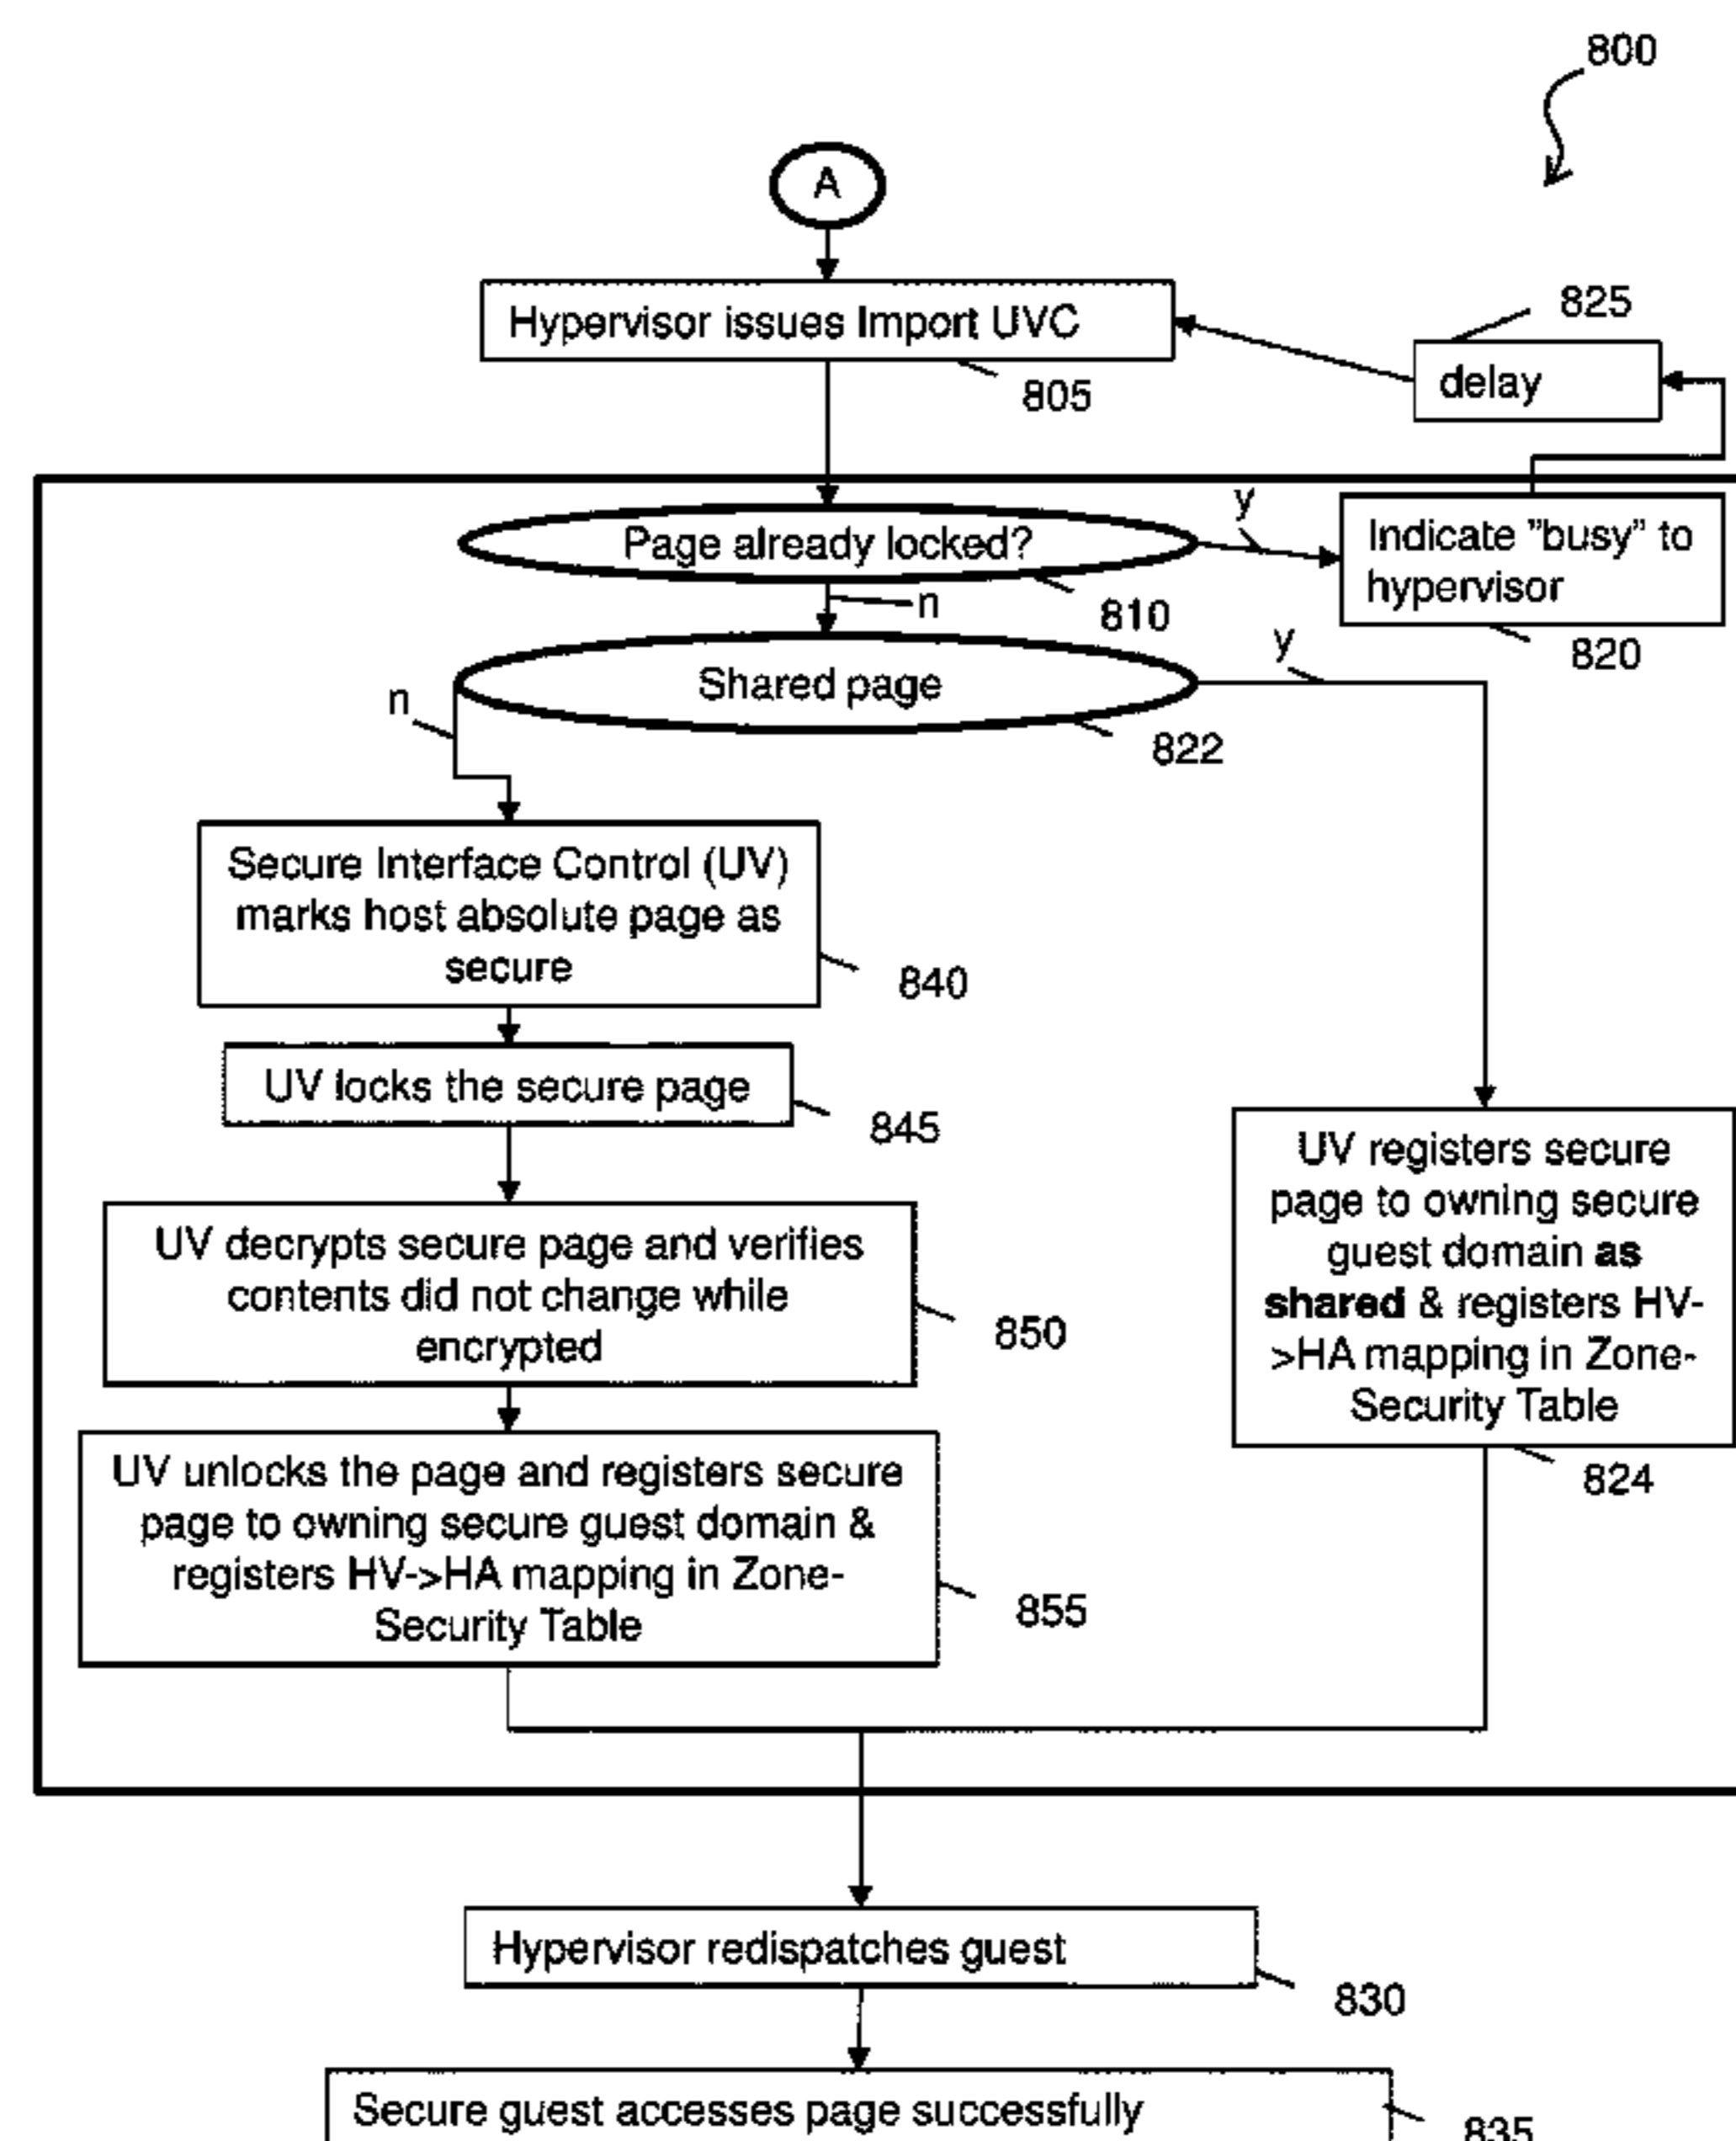 800
A
Hypervisor issues Import UVC
805
825
delay
Page already locked?
810
y
n
Indicate "busy" to
hypervisor
820
Shared page
822
n
y
Secure Interface Control (UV)
marks host absolute page as
secure
840
UV locks the secure page
845
UV decrypts secure page and verifies
contents did not change while
encrypted
850
UV unlocks the page and registers secure
page to owning secure guest domain &
registers HV->HA mapping in Zone-
Security Table
855
UV registers secure
page to owning secure
guest domain as
shared & registers HV-
>HA mapping in Zone-
Security Table
824
Hypervisor redispatches guest
830
Secure guest accesses page successfully
835